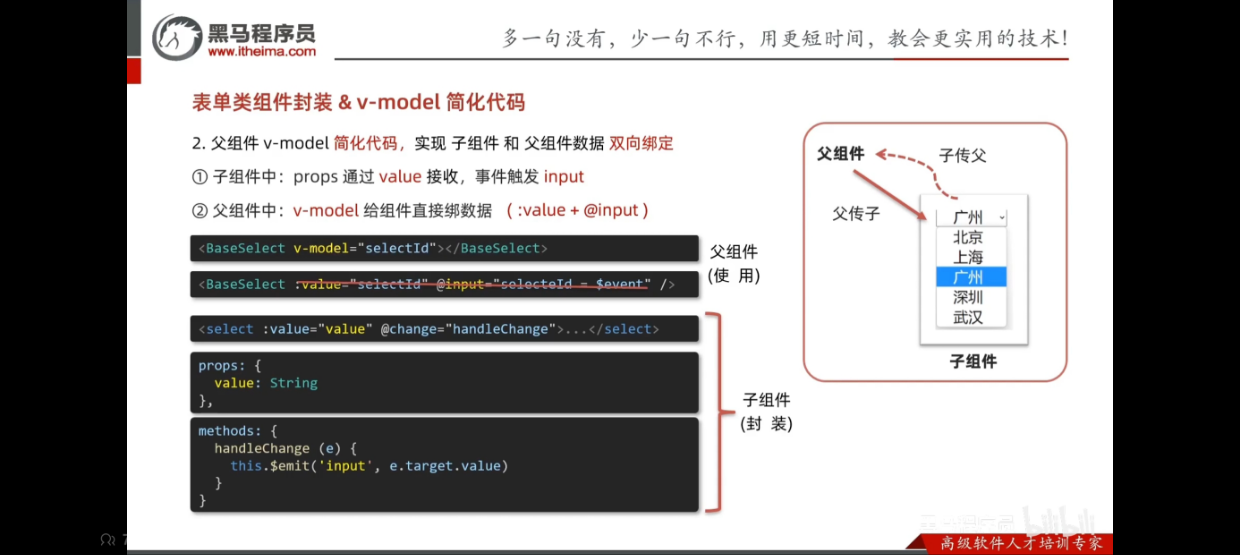 黑马程序员
www.itheima.com
多一句没有，少一句不行，用更短时间，教会更实用的技术！
表单类组件封装 & v-model 简化代码
2. 父组件 v-model 简化代码，实现 子组件 和 父组件数据 双向绑定
① 子组件中：props 通过 value 接收，事件触发 input
② 父组件中：v-model 给组件直接绑数据 （ :value + @input ）
<BaseSelect v-model="selectId"></BaseSelect>
<BaseSelect :value="selectId" @input="selecteId = $event" />
父组件
(使 用)
<select :value="value" @change="handleChange">...</select>
props: {
value: String
},
methods: {
handleChange (e) {
this.$emit('input', e.target.value)
}
}
子组件
(封 装)
父组件
子传父
父传子
广州
北京
上海
广州
深圳
武汉
子组件
bilibili
高级软件人才培训专家